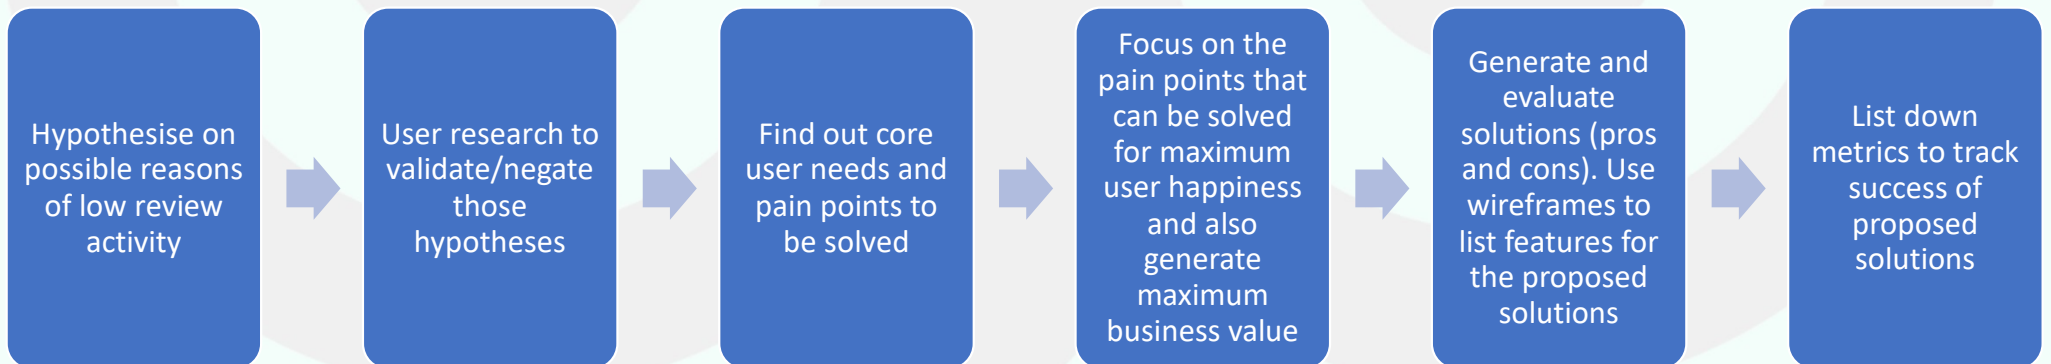 Hypothesise on
possible reasons
of low review
activity
User research to
validate/negate
those
hypotheses
Find out core
user needs and
pain points to
be solved
Focus on the
pain points that
can be solved
for maximum
user happiness
and also
generate
maximum
business value
Generate and
evaluate
solutions (pros
and cons). Use
wireframes to
list features for
the proposed
solutions
List down
metrics to track
success of
proposed
solutions